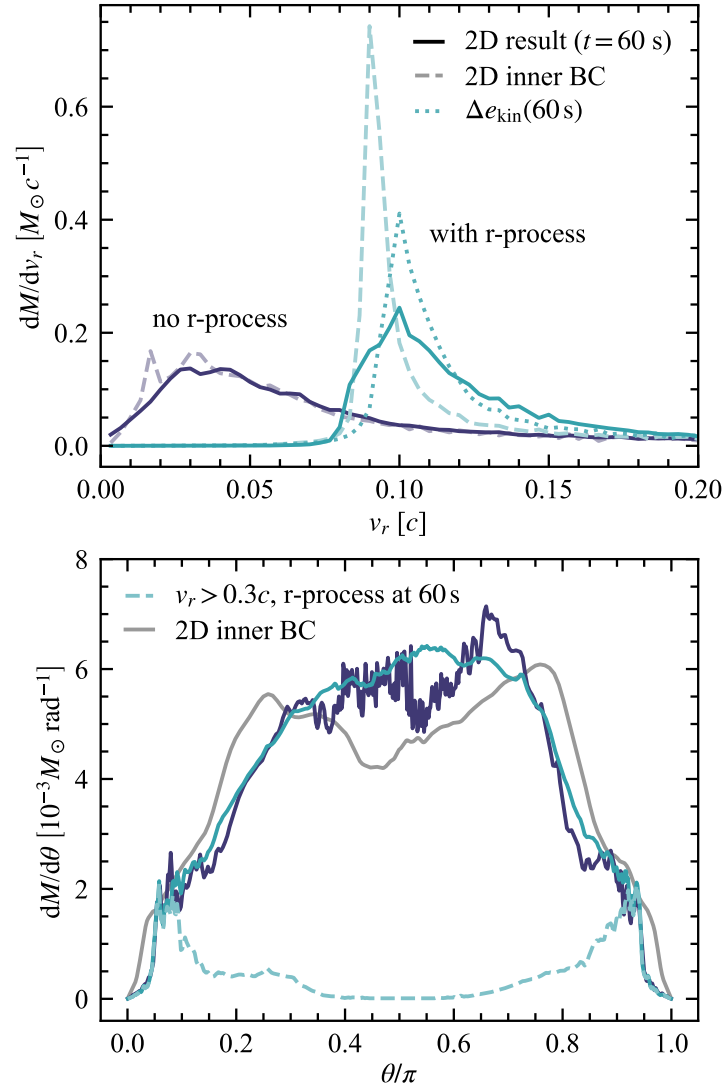 2D result (t = 60 s)
2D inner BC
Δe_kin(60 s)
with r-process
no r-process
dM/dv_r [M_⊙ c⁻¹]
0.6
0.4
0.2
0.0
0.00 0.05 0.10 0.15 0.20
v_r [c]
v_r > 0.3c, r-process at 60 s
2D inner BC
dM/dθ [10⁻³ M_⊙ rad⁻¹]
8
6
4
2
0
0.0 0.2 0.4 0.6 0.8 1.0
θ/π